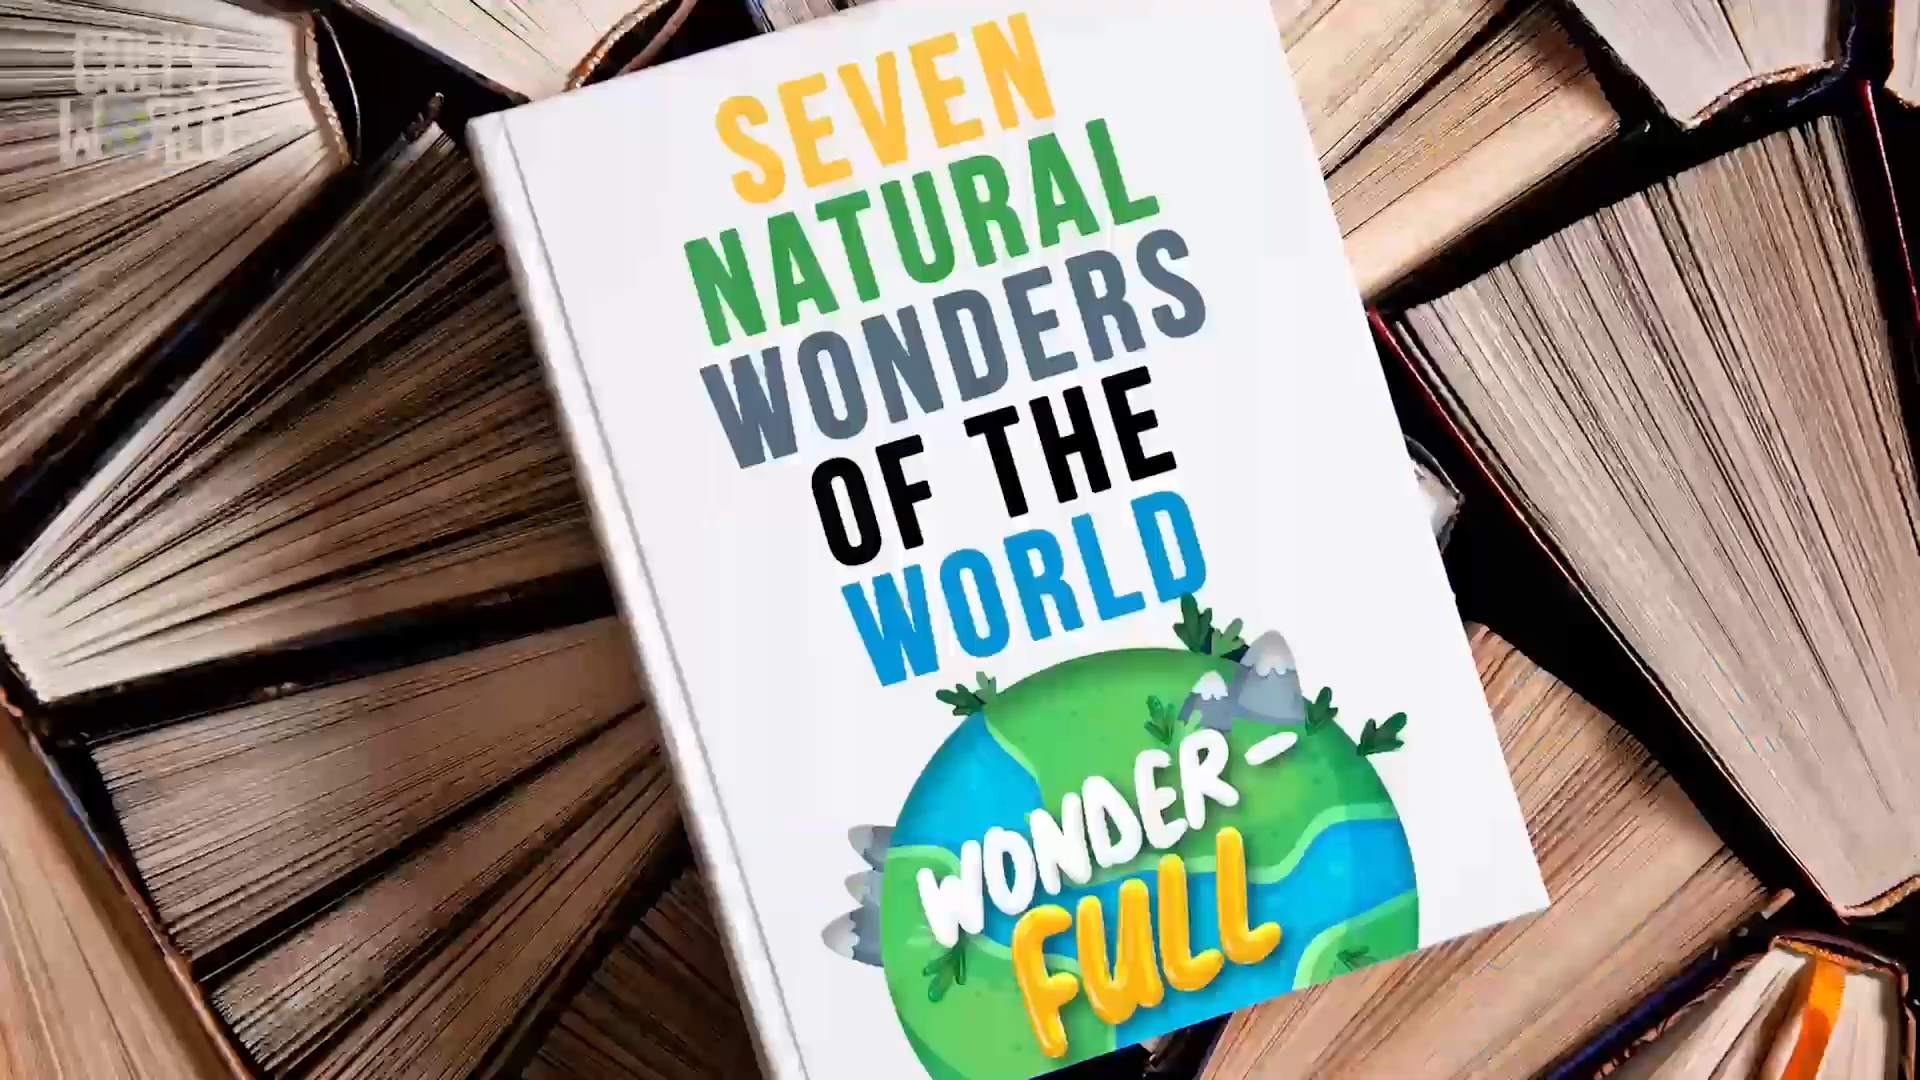 SEVEN
NATURAL
WONDERS
OF THE
WORLD
WONDER-
FULL